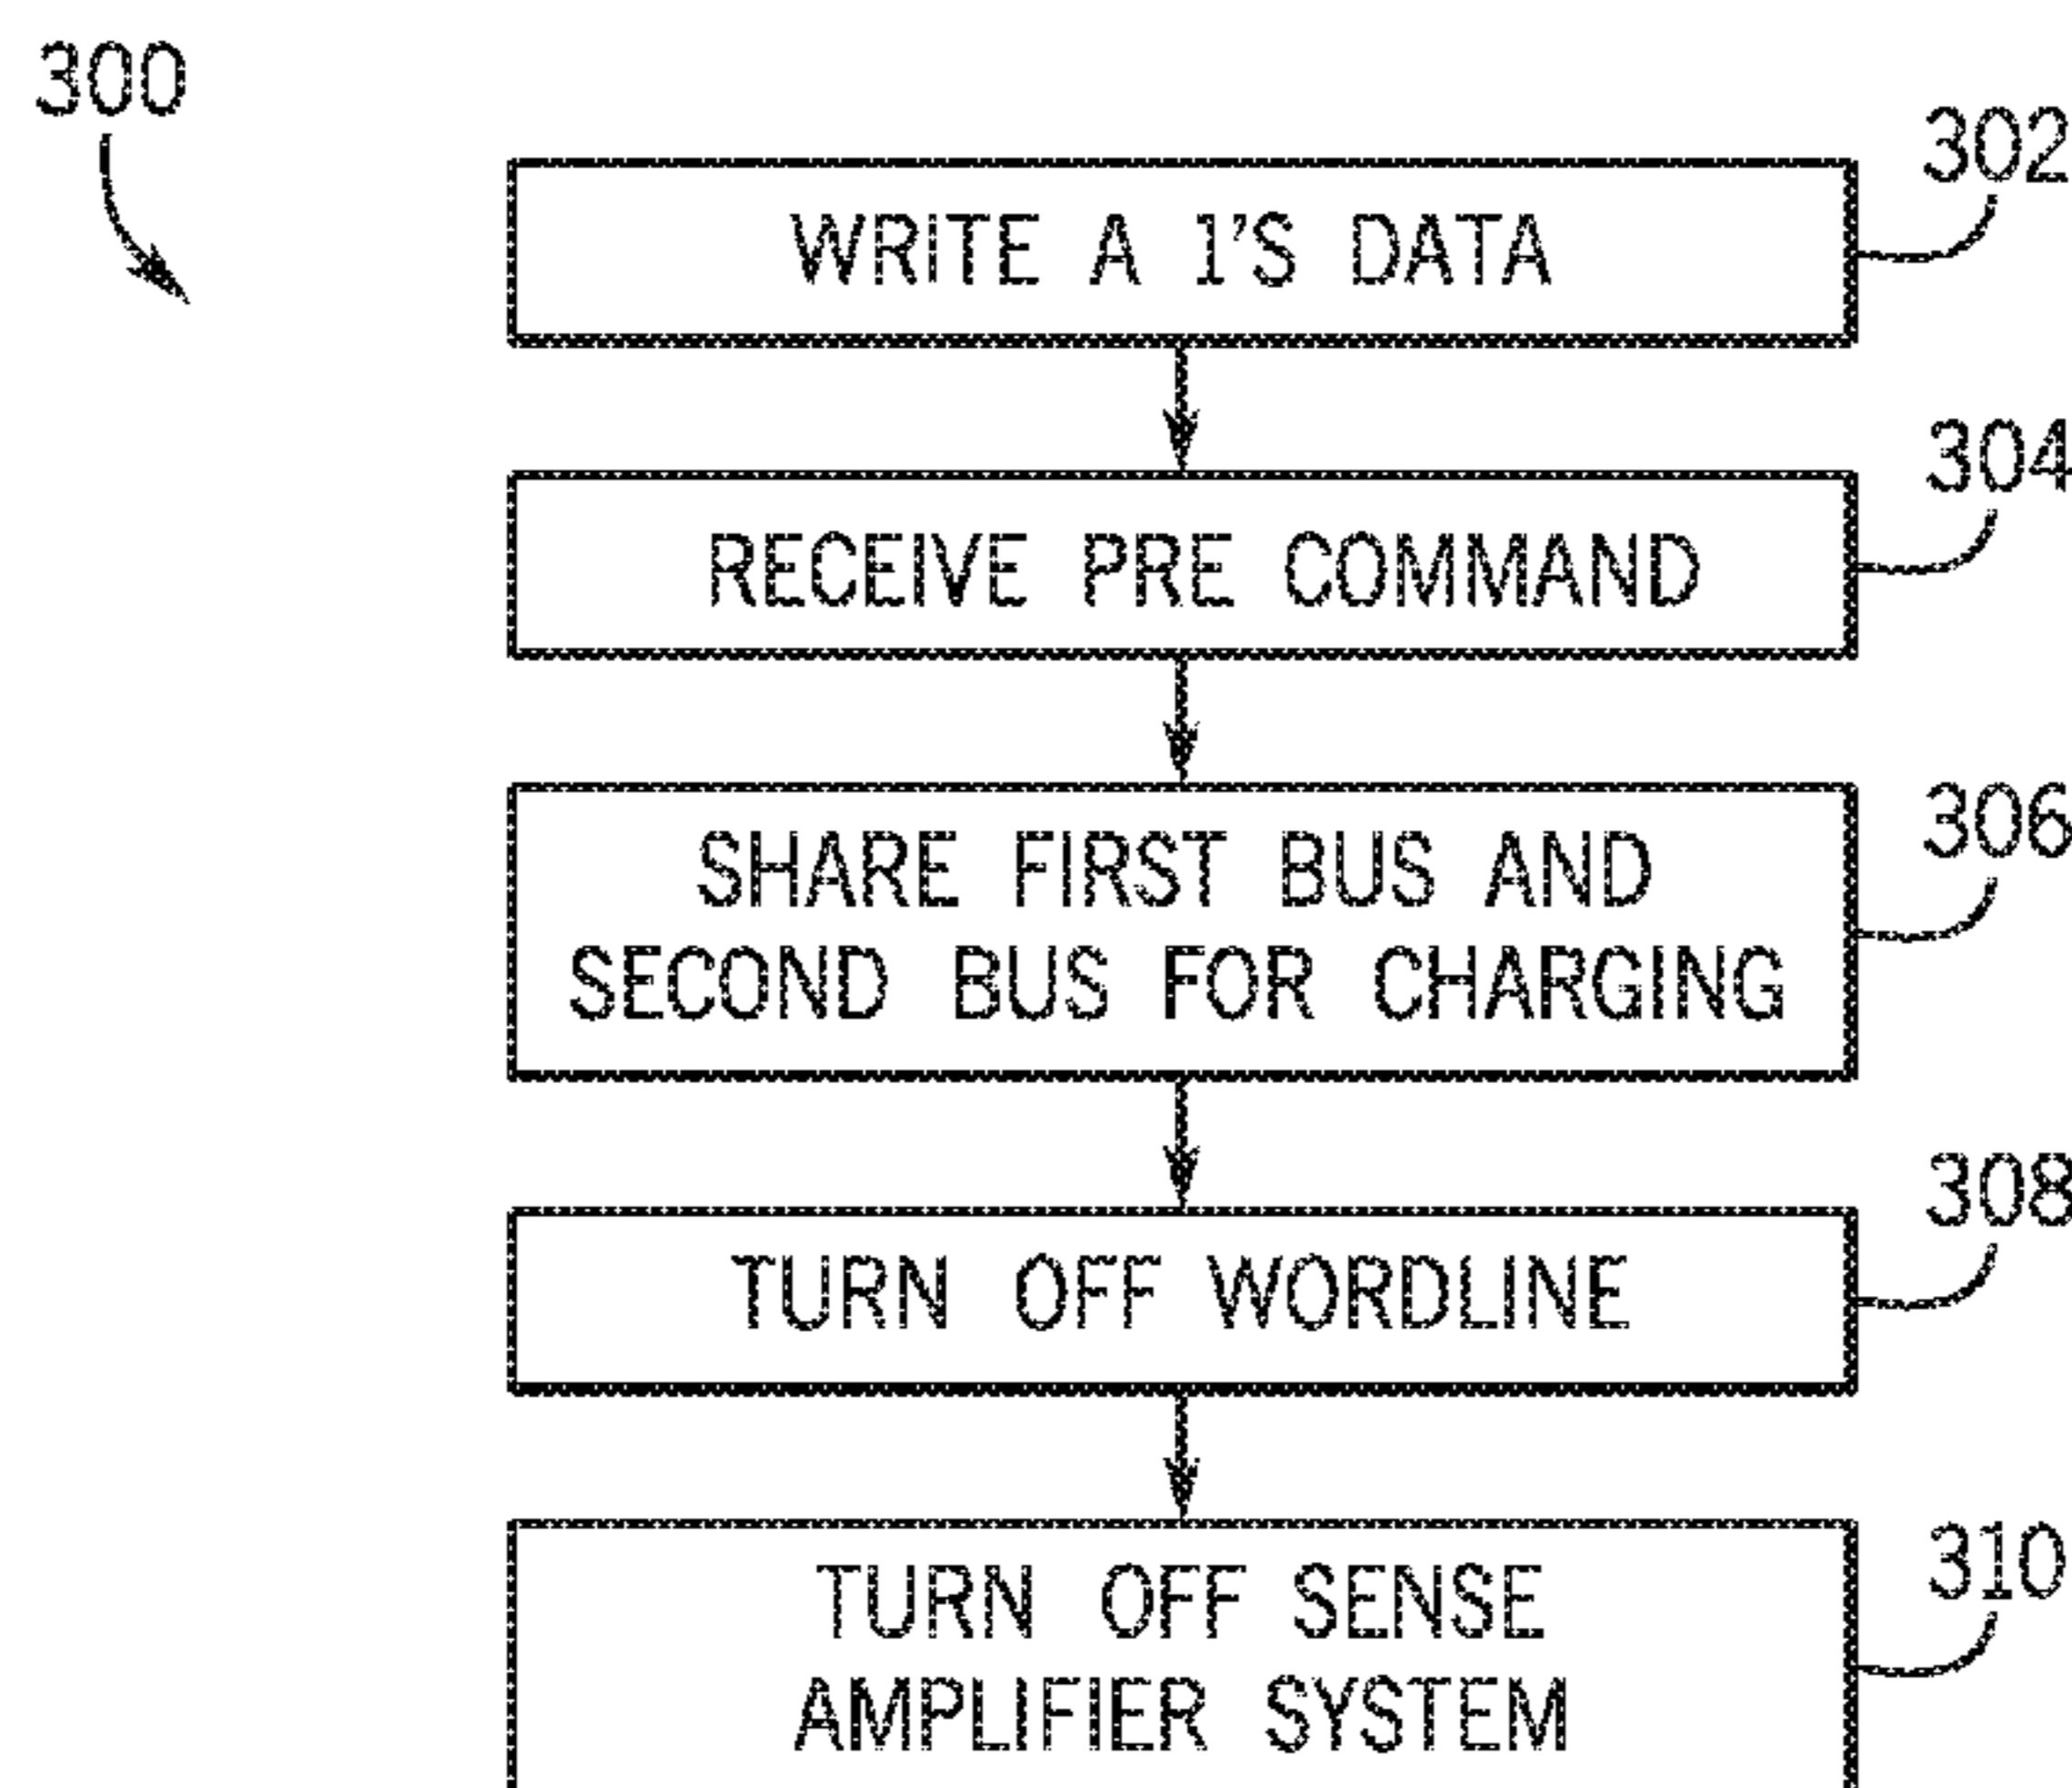 300
302
WRITE A 1'S DATA
304
RECEIVE PRE COMMAND
306
SHARE FIRST BUS AND
SECOND BUS FOR CHARGING
308
TURN OFF WORDLINE
310
TURN OFF SENSE
AMPLIFIER SYSTEM